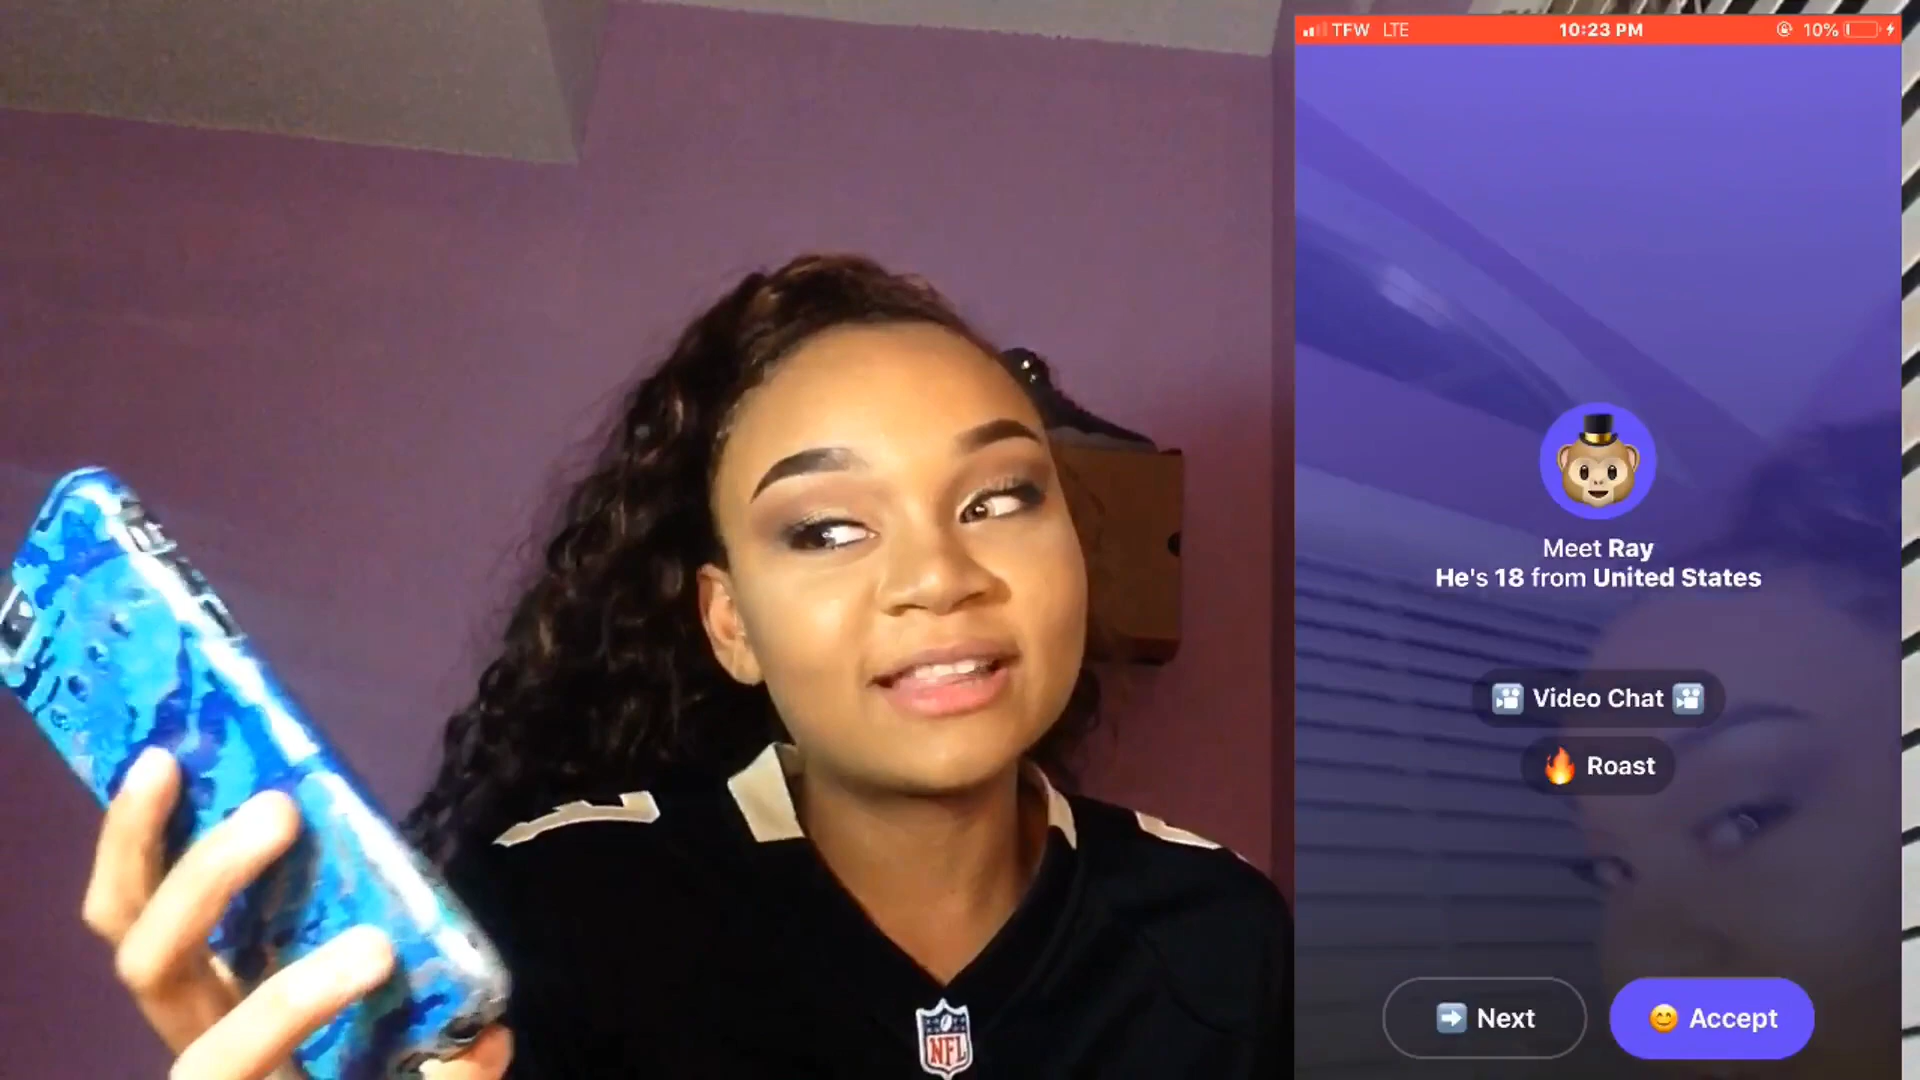 TFW LTE 10:23 PM 10%
Meet Ray
He's 18 from United States
Video Chat
Roast
Next
Accept
NFL